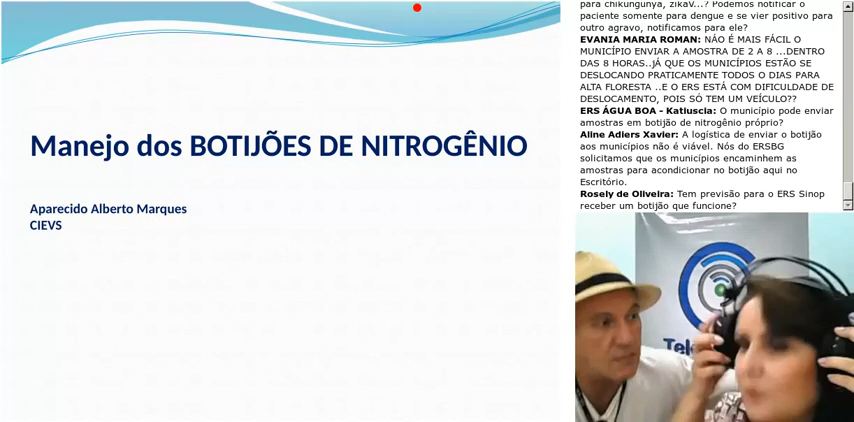 Manejo dos BOTIJÕES DE NITROGÊNIO
Aparecido Alberto Marques
CIEVS
para chikungunya, zikaV...? Podemos notificar o
paciente somente para dengue e se vier positivo para
outro agravo, notificamos para ele?
EVANIA MARIA ROMAN: NÃO É MAIS FÁCIL O
MUNICÍPIO ENVIAR A AMOSTRA DE 2 A 8 ...DENTRO
DAS 8 HORAS..JÁ QUE OS MUNICÍPIOS ESTÃO SE
DESLOCANDO PRATICAMENTE TODOS O DIAS PARA
ALTA FLORESTA ..E O ERS ESTÁ COM DIFICULDADE DE
DESLOCAMENTO, POIS SÓ TEM UM VEÍCULO??
ERS ÁGUA BOA - Katiuscia: O município pode enviar
amostras em botijão de nitrogênio próprio?
Aline Adlers Xavier: A logística de enviar o botijão
aos municípios não é viável. Nós do ERSBG
solicitamos que os municípios encaminhem as
amostras para acondicionar no botijão aqui no
Escritório.
Rosely de Oliveira: Tem previsão para o ERS Sinop
receber um botijão que funcione?